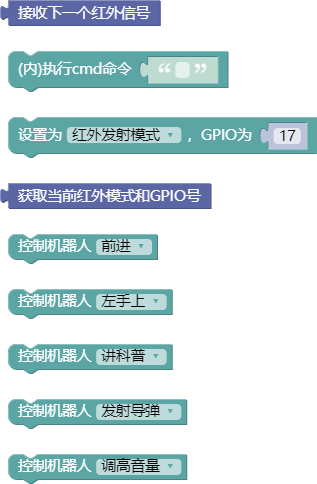 接收下一个红外信号
(内)执行cmd命令 “ ”
设置为 红外发射模式 ，GPIO为 17
获取当前红外模式和GPIO号
控制机器人 前进
控制机器人 左手上
控制机器人 讲科普
控制机器人 发射导弹
控制机器人 调高音量